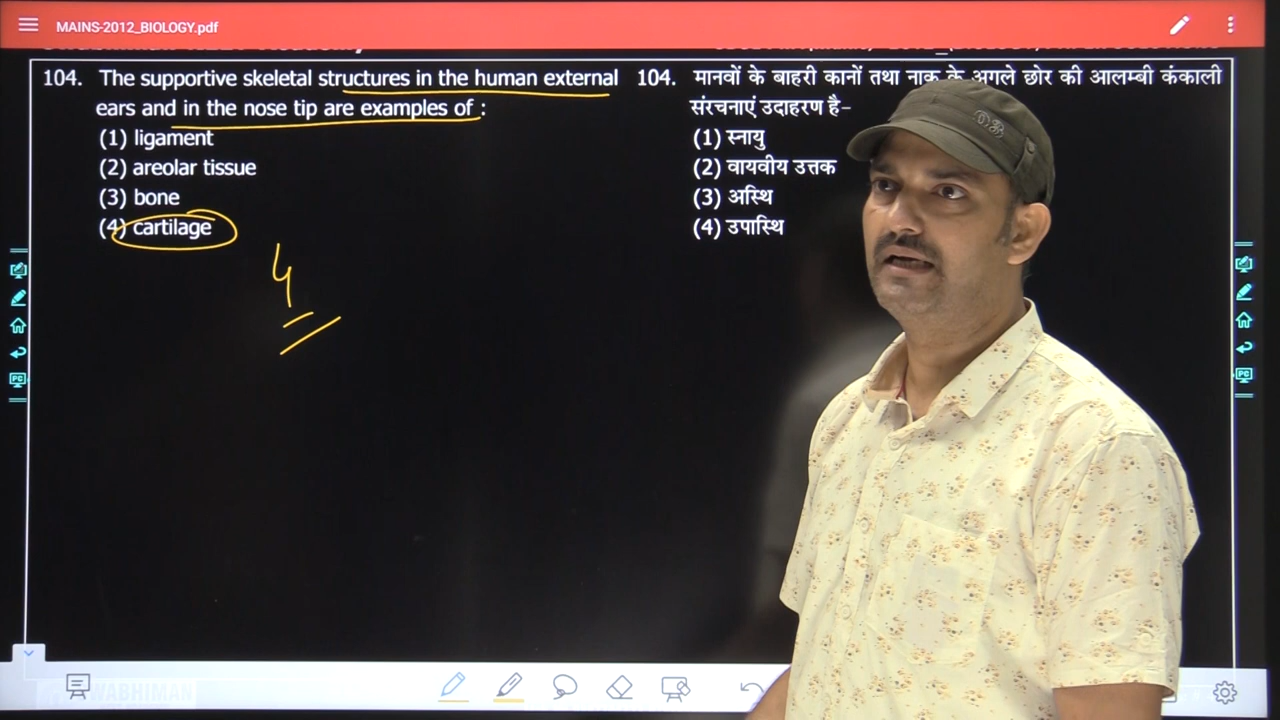 MAINS-2012_BIOLOGY.pdf
104. The supportive skeletal structures in the human external
ears and in the nose tip are examples of :
(1) ligament
(2) areolar tissue
(3) bone
(4) cartilage
4
104. मानवों के बाहरी कानों तथा नाक के अगले छोर की आलम्बी कंकाली
संरचनाएं उदाहरण है–
(1) स्नायु
(2) वायवीय उत्तक
(3) अस्थि
(4) उपास्थि
PC
PC